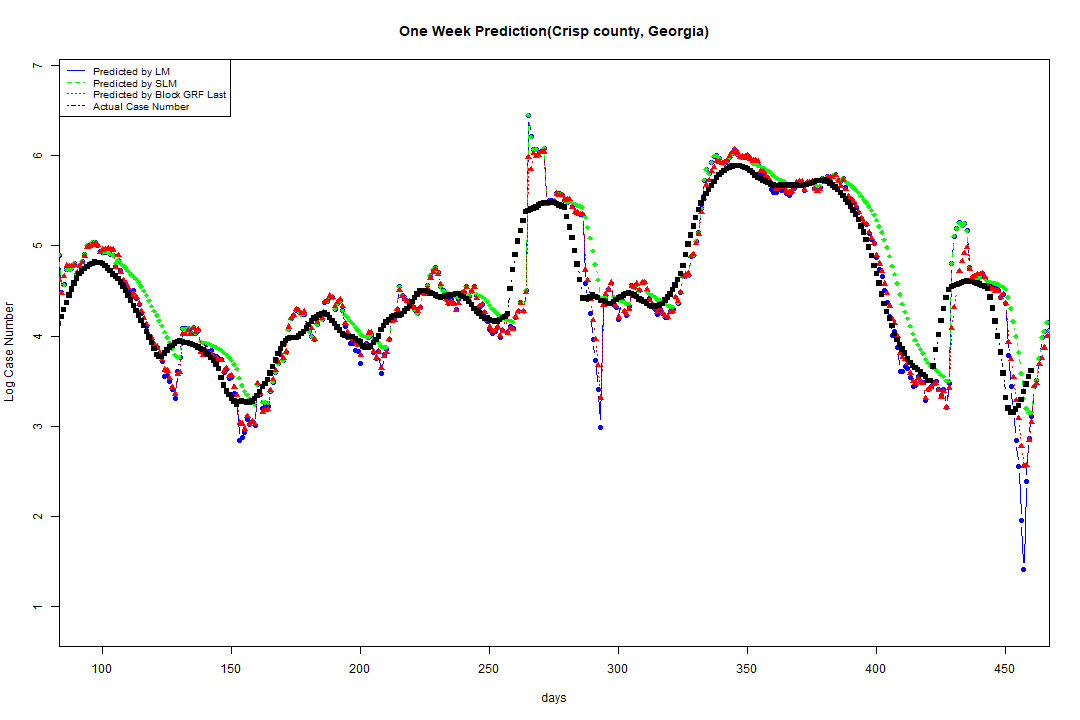 One Week Prediction(Crisp county, Georgia)
Predicted by LM
Predicted by SLM
Predicted by Block GRF Last
Actual Case Number
7
6
5
4
3
2
1
Log Case Number
100 150 200 250 300 350 400 450
days